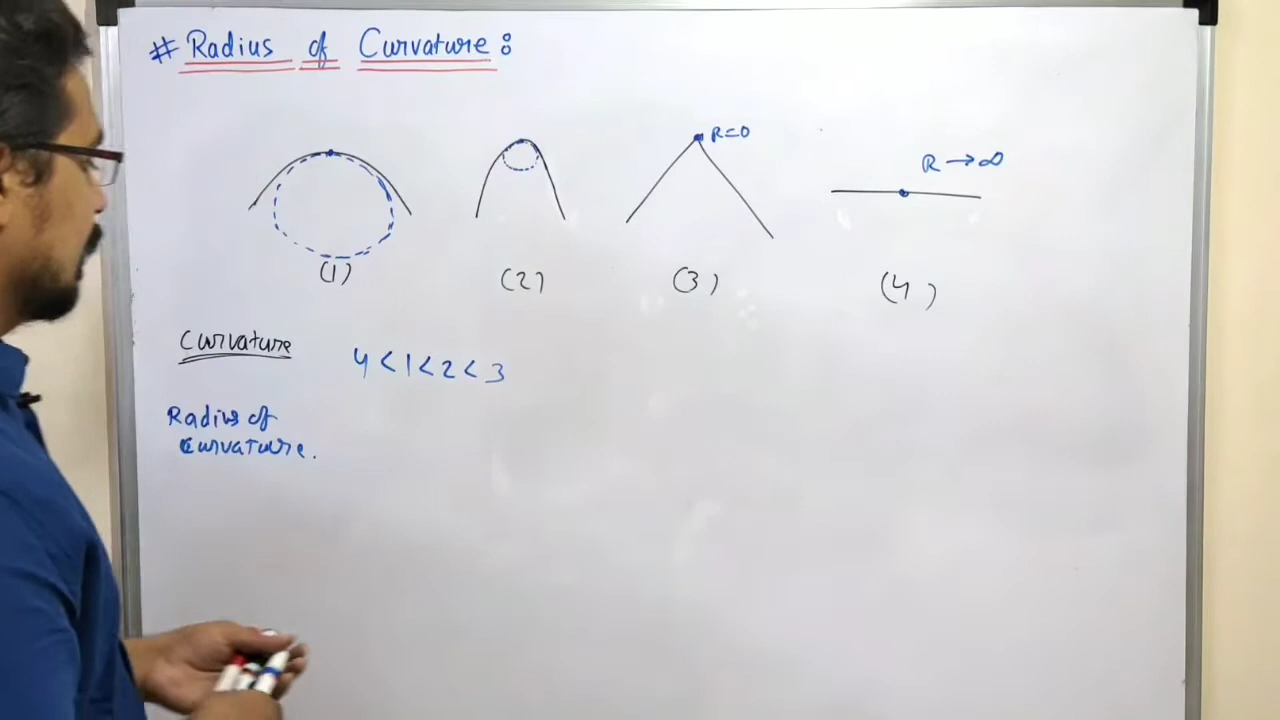 # Radius of Curvature :
R=0
R → ∞
(1) (2) (3) (4)
Curvature 4 < 1 < 2 < 3
Radius of
curvature.